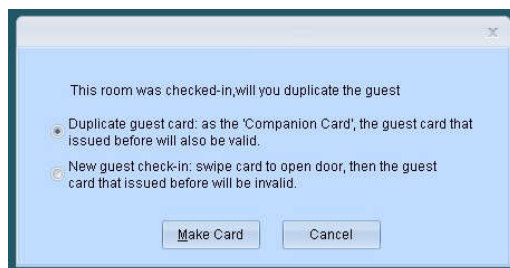 This room was checked-in,will you duplicate the guest
Duplicate guest card: as the 'Companion Card', the guest card that
issued before will also be valid.
New guest check-in: swipe card to open door, then the guest
card that issued before will be invalid.
Make Card
Cancel